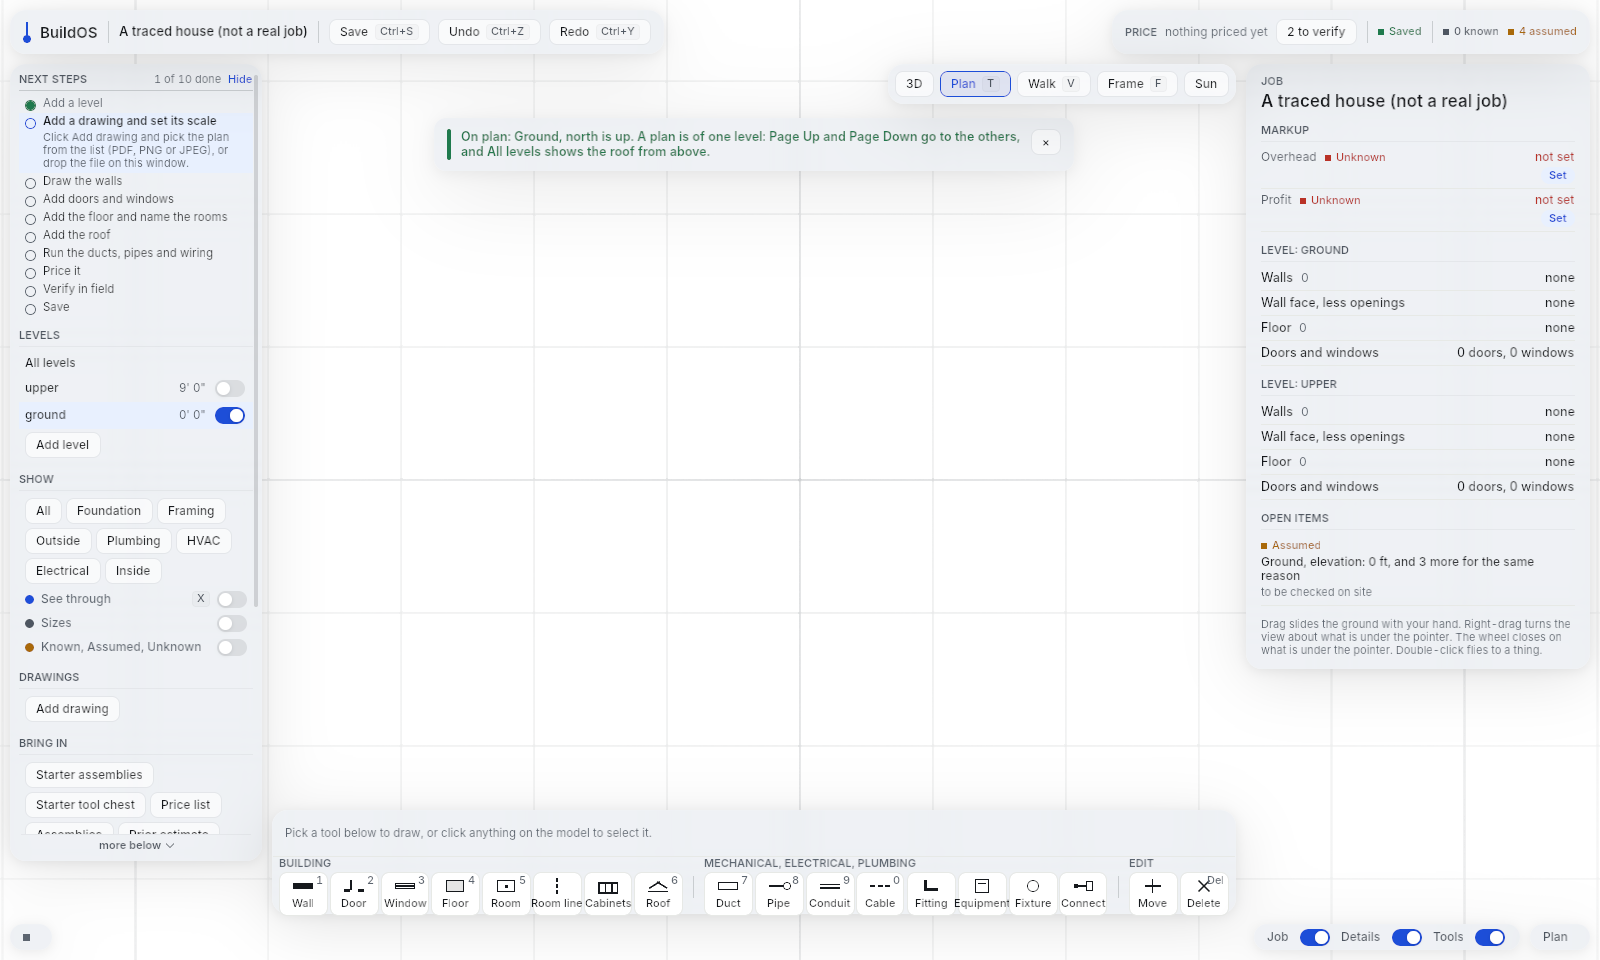 BuildOS
A traced house (not a real job)
Save Ctrl+S
Undo Ctrl+Z
Redo Ctrl+Y
PRICE nothing priced yet
2 to verify
Saved
0 known
4 assumed
NEXT STEPS 1 of 10 done Hide
Add a level
Add a drawing and set its scale
Click Add drawing and pick the plan
from the list (PDF, PNG or JPEG), or
drop the file on this window.
Draw the walls
Add doors and windows
Add the floor and name the rooms
Add the roof
Run the ducts, pipes and wiring
Price it
Verify in field
Save
LEVELS
All levels
upper 9' 0"
ground 0' 0"
Add level
SHOW
All Foundation Framing
Outside Plumbing HVAC
Electrical Inside
See through X
Sizes
Known, Assumed, Unknown
DRAWINGS
Add drawing
BRING IN
Starter assemblies
Starter tool chest Price list
Assemblies Prior estimate
more below
3D
Plan T
Walk V
Frame F
Sun
On plan: Ground, north is up. A plan is of one level: Page Up and Page Down go to the others,
and All levels shows the roof from above.
×
JOB
A traced house (not a real job)
MARKUP
Overhead Unknown not set
Set
Profit Unknown not set
Set
LEVEL: GROUND
Walls 0 none
Wall face, less openings none
Floor 0 none
Doors and windows 0 doors, 0 windows
LEVEL: UPPER
Walls 0 none
Wall face, less openings none
Floor 0 none
Doors and windows 0 doors, 0 windows
OPEN ITEMS
Assumed
Ground, elevation: 0 ft, and 3 more for the same
reason
to be checked on site
Drag slides the ground with your hand. Right-drag turns the
view about what is under the pointer. The wheel closes on
what is under the pointer. Double-click flies to a thing.
Pick a tool below to draw, or click anything on the model to select it.
BUILDING
1 Wall
2 Door
3 Window
4 Floor
5 Room
Room line
Cabinets
6 Roof
MECHANICAL, ELECTRICAL, PLUMBING
7 Duct
8 Pipe
9 Conduit
0 Cable
Fitting
Equipment
Fixture
Connect
EDIT
Move
Del Delete
Job
Details
Tools
Plan